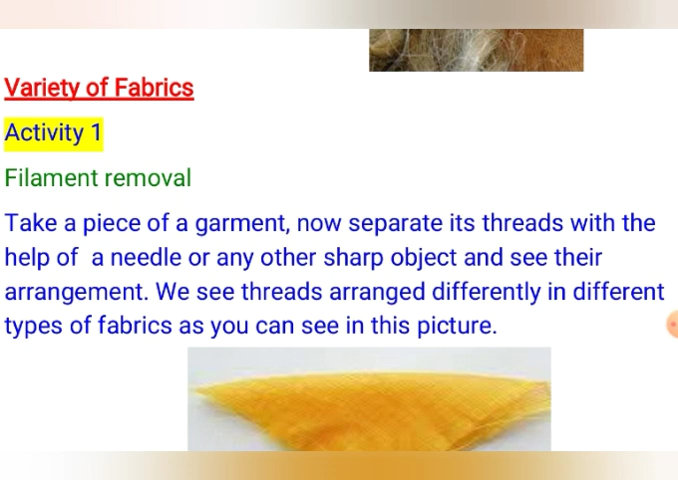 Variety of Fabrics
Activity 1
Filament removal
Take a piece of a garment, now separate its threads with the
help of  a needle or any other sharp object and see their
arrangement. We see threads arranged differently in different
types of fabrics as you can see in this picture.